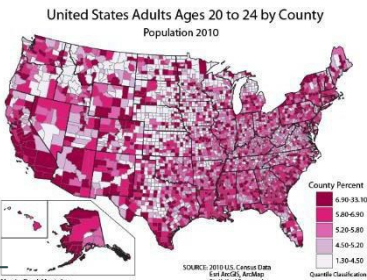 United States Adults Ages 20 to 24 by County
Population 2010
County Percent
6.90-33.10
5.80-6.90
5.20-5.80
4.50-5.20
1.30-4.50
Quantile Classification
SOURCE: 2010 U.S. Census Data
Esri ArcGIS, ArcMap